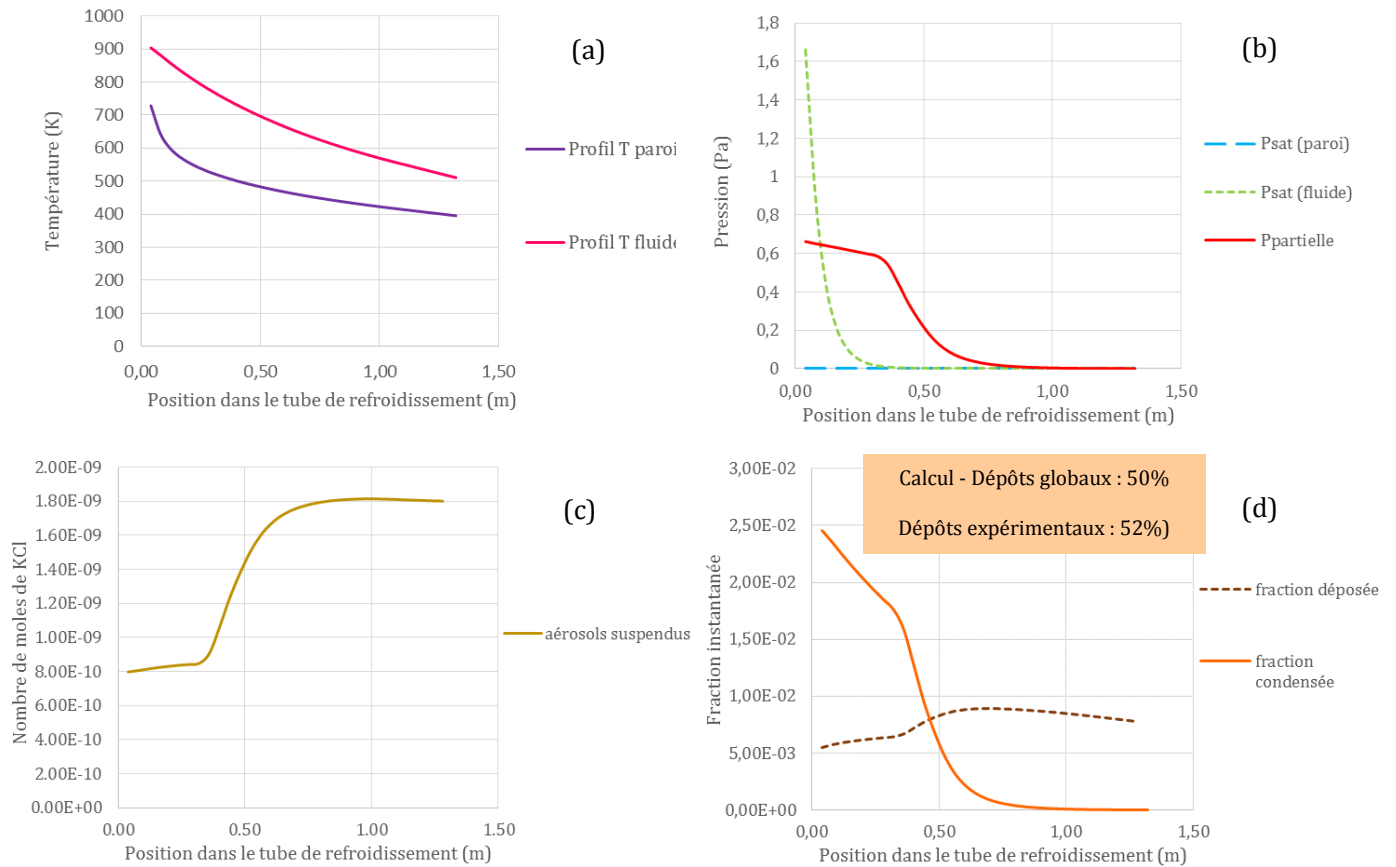 1000
900
800
700
600
500
400
300
200
100
0
Température (K)
0,00
0,50
1,00
1,50
Position dans le tube de refroidissement (m)
(a)
Profil T paroi
Profil T fluide
1,8
1,6
1,4
1,2
1
0,8
0,6
0,4
0,2
0
Pression (Pa)
0,00
0,50
1,00
1,50
Position dans le tube de refroidissement (m)
(b)
Psat (paroi)
Psat (fluide)
Ppartielle
2.00E-09
1.80E-09
1.60E-09
1.40E-09
1.20E-09
1.00E-09
8.00E-10
6.00E-10
4.00E-10
2.00E-10
0.00E+00
Nombre de moles de KCl
0.00
0.50
1.00
1.50
Position dans le tube de refroidissement (m)
(c)
aérosols suspendus
3,00E-02
2,50E-02
2,00E-02
1,50E-02
1,00E-02
5,00E-03
0,00E+00
Fraction instantanée
0,00
0,50
1,00
1,50
Position dans le tube de refroidissement (m)
Calcul - Dépôts globaux : 50%
Dépôts expérimentaux : 52%)
(d)
fraction déposée
fraction
condensée